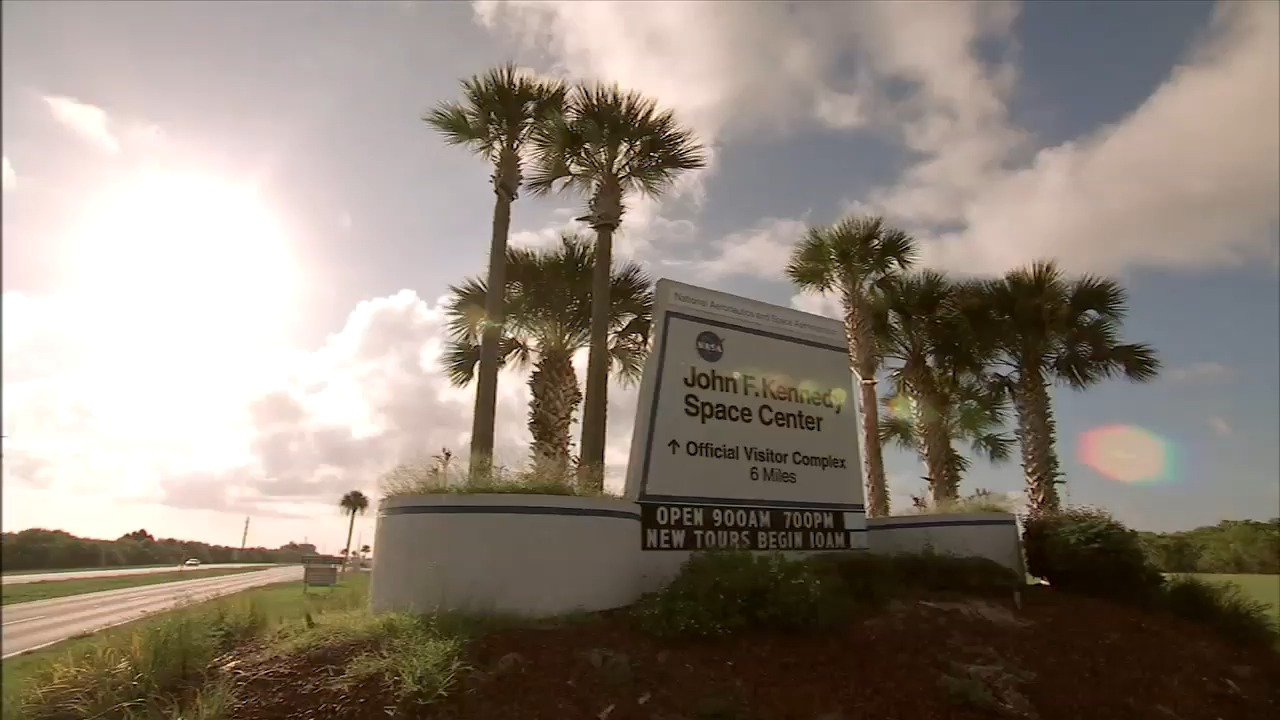 National Aeronautics and Space Administration
NASA
John F. Kennedy
Space Center
↑ Official Visitor Complex
6 Miles
OPEN 900AM 700PM
NEW TOURS BEGIN 10AM